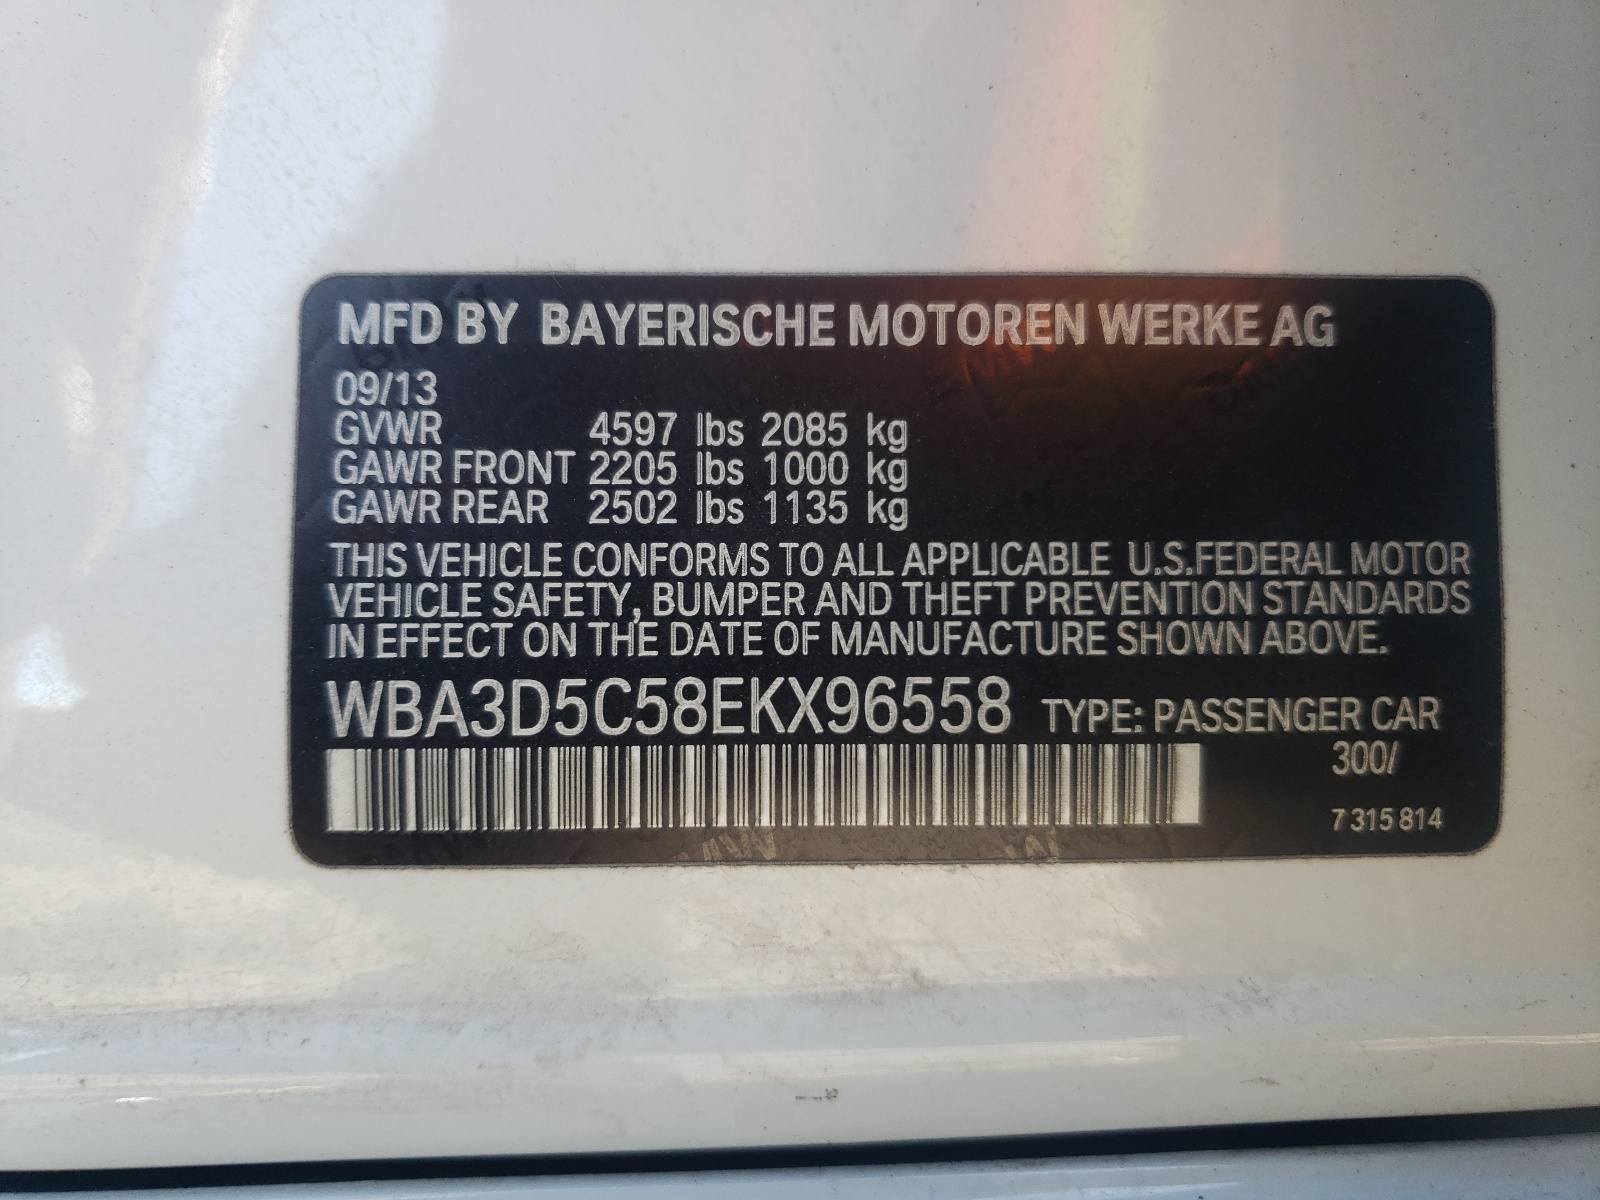 MFD BY BAYERISCHE MOTOREN WERKE AG
09/13
GVWR 4597 lbs 2085 kg
GAWR FRONT 2205 lbs 1000 kg
GAWR REAR 2502 lbs 1135 kg
THIS VEHICLE CONFORMS TO ALL APPLICABLE U.S.FEDERAL MOTOR
VEHICLE SAFETY, BUMPER AND THEFT PREVENTION STANDARDS
IN EFFECT ON THE DATE OF MANUFACTURE SHOWN ABOVE.
WBA3D5C58EKX96558 TYPE: PASSENGER CAR
300/
7 315 814